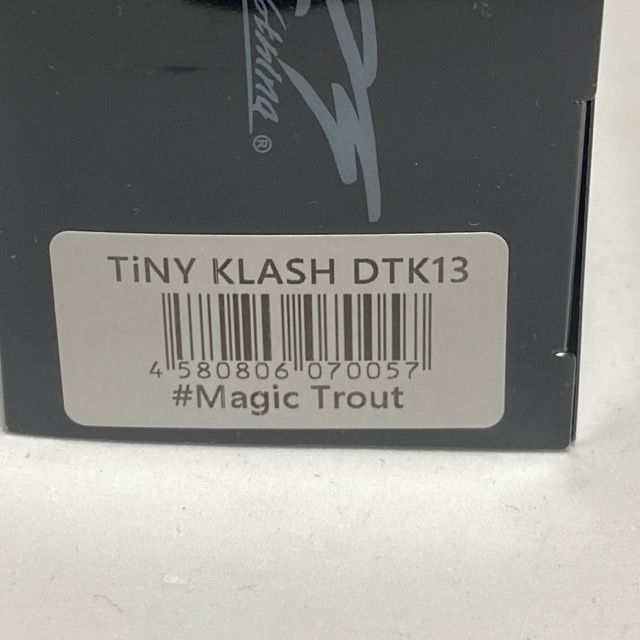 TiNY KLASH DTK13
4 580806 070057
#Magic Trout